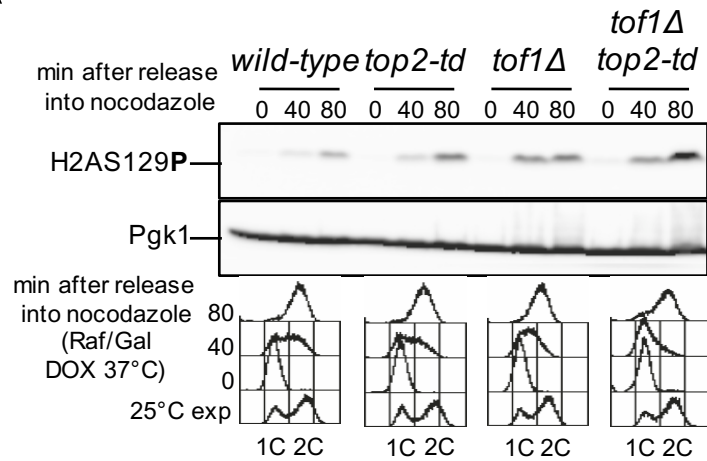 tof1Δ
wild-type top2-td tof1Δ top2-td
min after release
into nocodazole
0 40 80 0 40 80 0 40 80 0 40 80
H2AS129P
Pgk1
min after release
into nocodazole
(Raf/Gal
DOX 37°C)
80
40
0
25°C exp
1C 2C 1C 2C 1C 2C 1C 2C